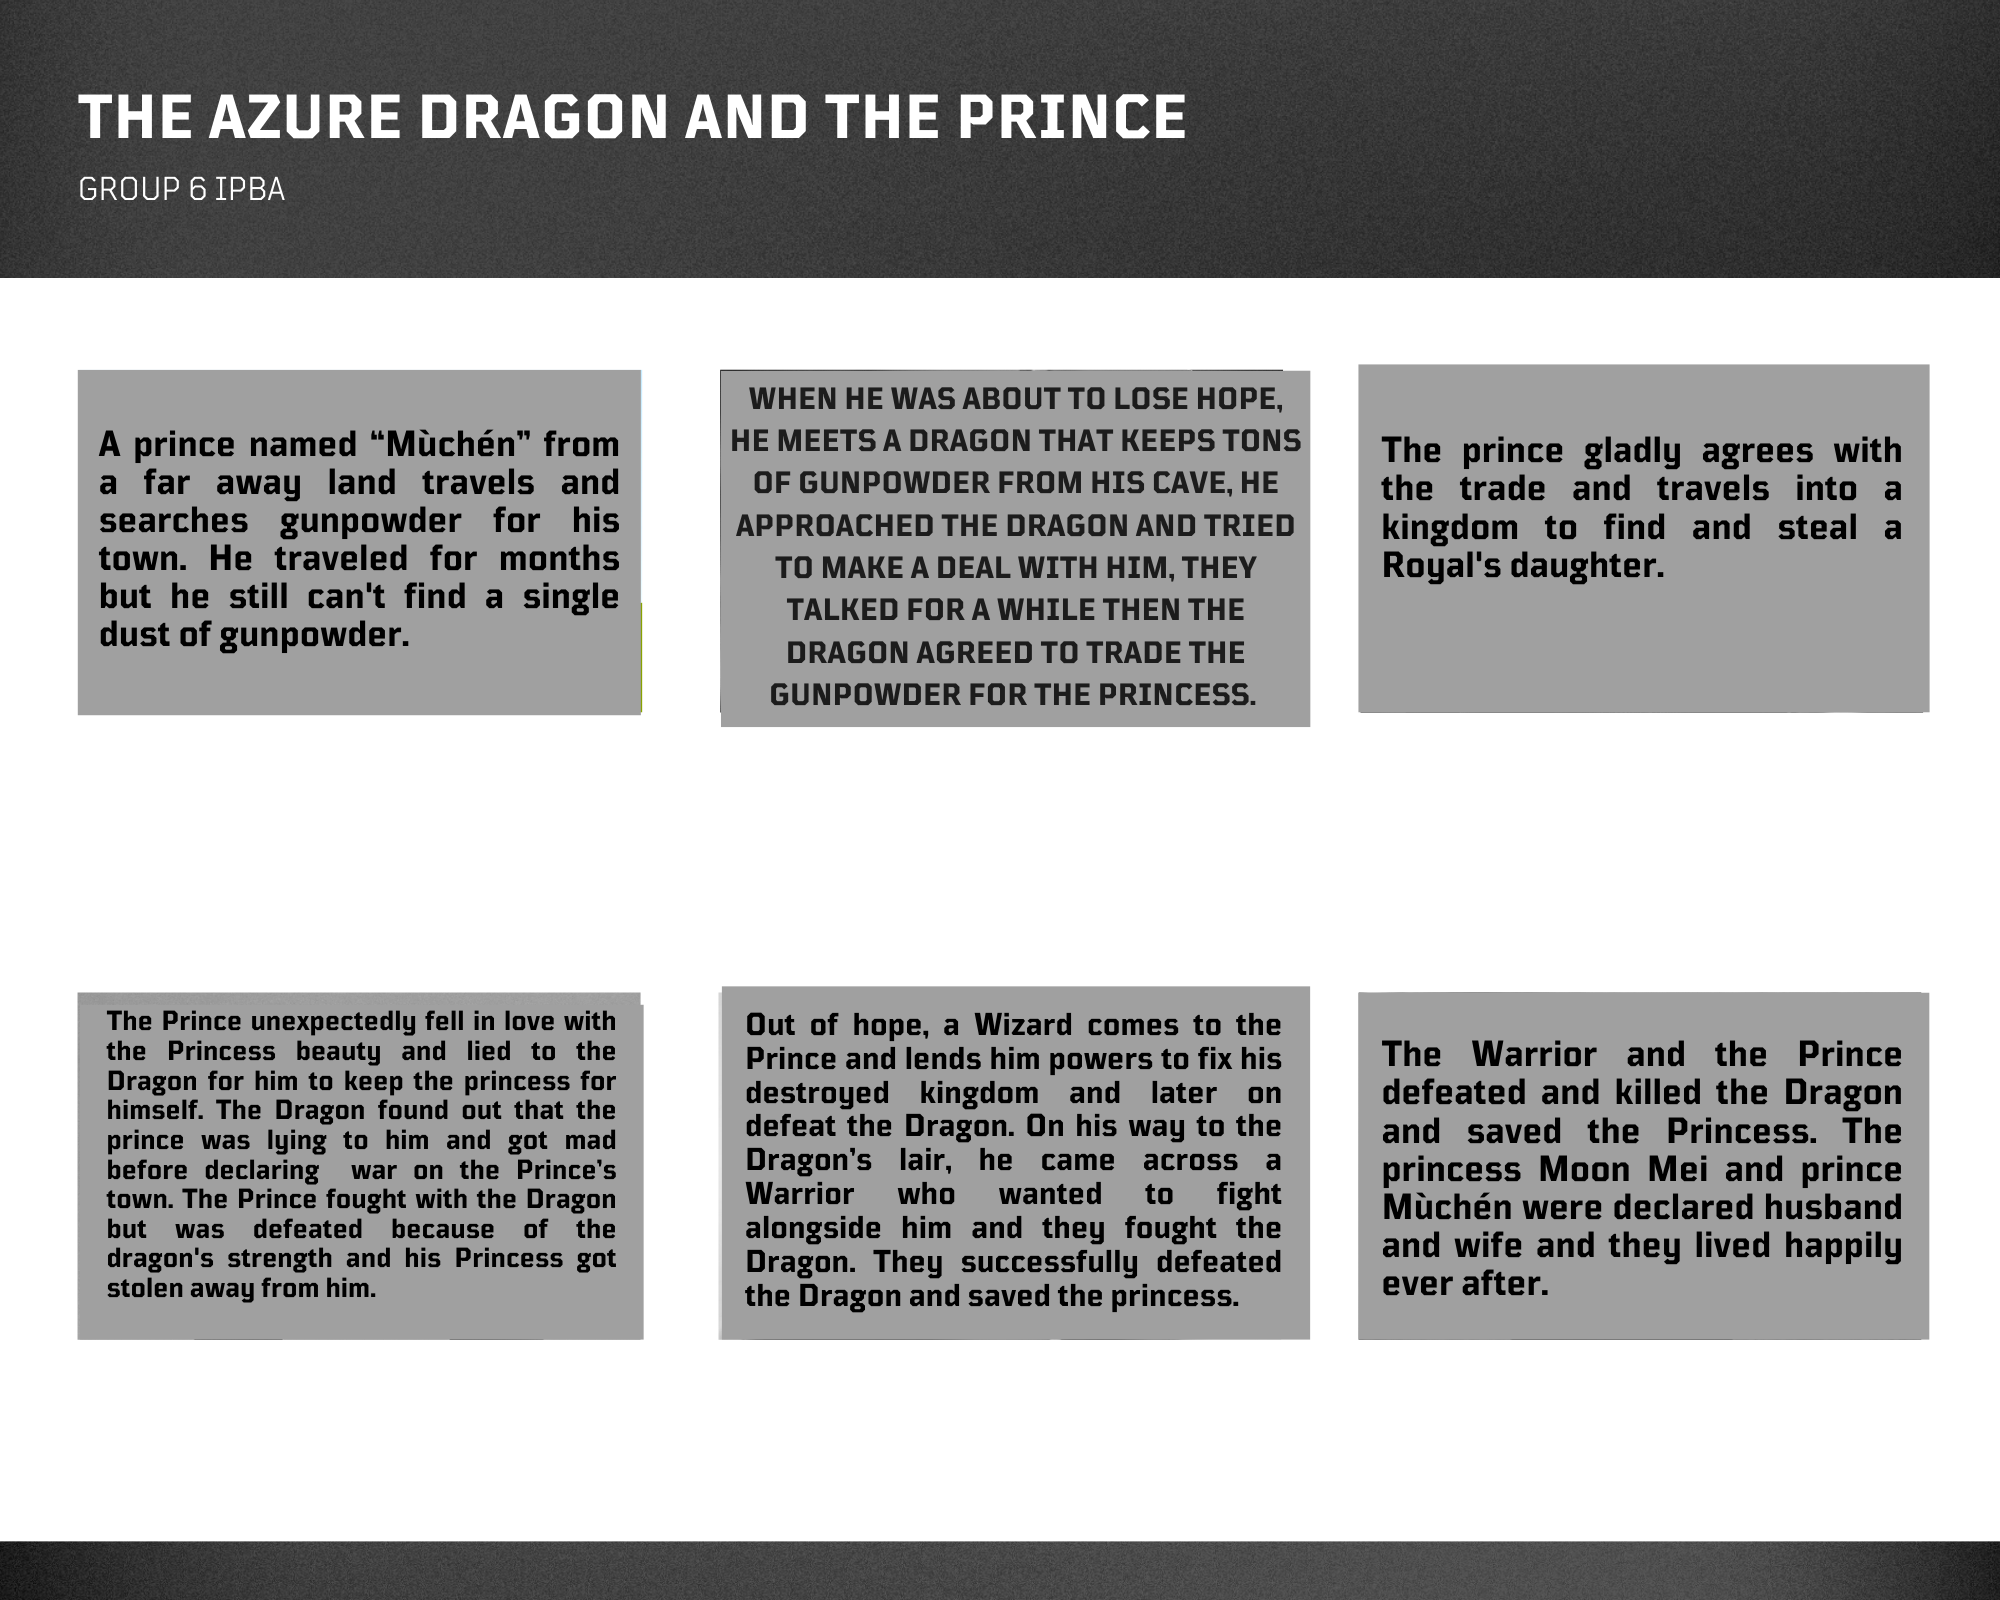 THE AZURE DRAGON AND THE PRINCE
GROUP 6 IPBA
A prince named “Mùchén” from
a far away land travels and
searches gunpowder for his
town. He traveled for months
but he still can't find a single
dust of gunpowder.
WHEN HE WAS ABOUT TO LOSE HOPE,
HE MEETS A DRAGON THAT KEEPS TONS
OF GUNPOWDER FROM HIS CAVE, HE
APPROACHED THE DRAGON AND TRIED
TO MAKE A DEAL WITH HIM, THEY
TALKED FOR A WHILE THEN THE
DRAGON AGREED TO TRADE THE
GUNPOWDER FOR THE PRINCESS.
The prince gladly agrees with
the trade and travels into a
kingdom to find and steal a
Royal's daughter.
The Prince unexpectedly fell in love with
the Princess beauty and lied to the
Dragon for him to keep the princess for
himself. The Dragon found out that the
prince was lying to him and got mad
before declaring war on the Prince’s
town. The Prince fought with the Dragon
but was defeated because of the
dragon's strength and his Princess got
stolen away from him.
Out of hope, a Wizard comes to the
Prince and lends him powers to fix his
destroyed kingdom and later on
defeat the Dragon. On his way to the
Dragon’s lair, he came across a
Warrior who wanted to fight
alongside him and they fought the
Dragon. They successfully defeated
the Dragon and saved the princess.
The Warrior and the Prince
defeated and killed the Dragon
and saved the Princess. The
princess Moon Mei and prince
Mùchén were declared husband
and wife and they lived happily
ever after.